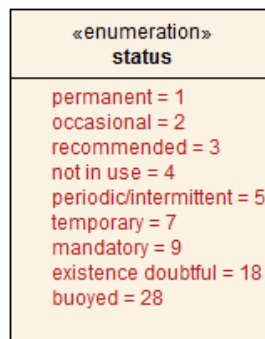 «enumeration»
status
permanent = 1
occasional = 2
recommended = 3
not in use = 4
periodic/intermittent = 5
temporary = 7
mandatory = 9
existence doubtful = 18
buoyed = 28